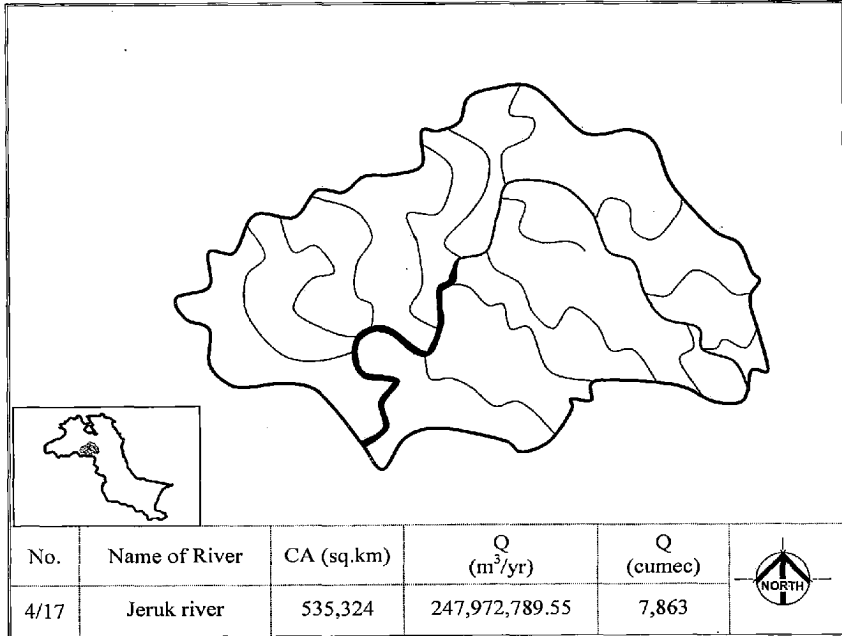 No. Name of River CA (sq.km) Q (m³/yr) Q (cumec)
4/17 Jeruk river 535,324 247,972,789.55 7,863
NORTH